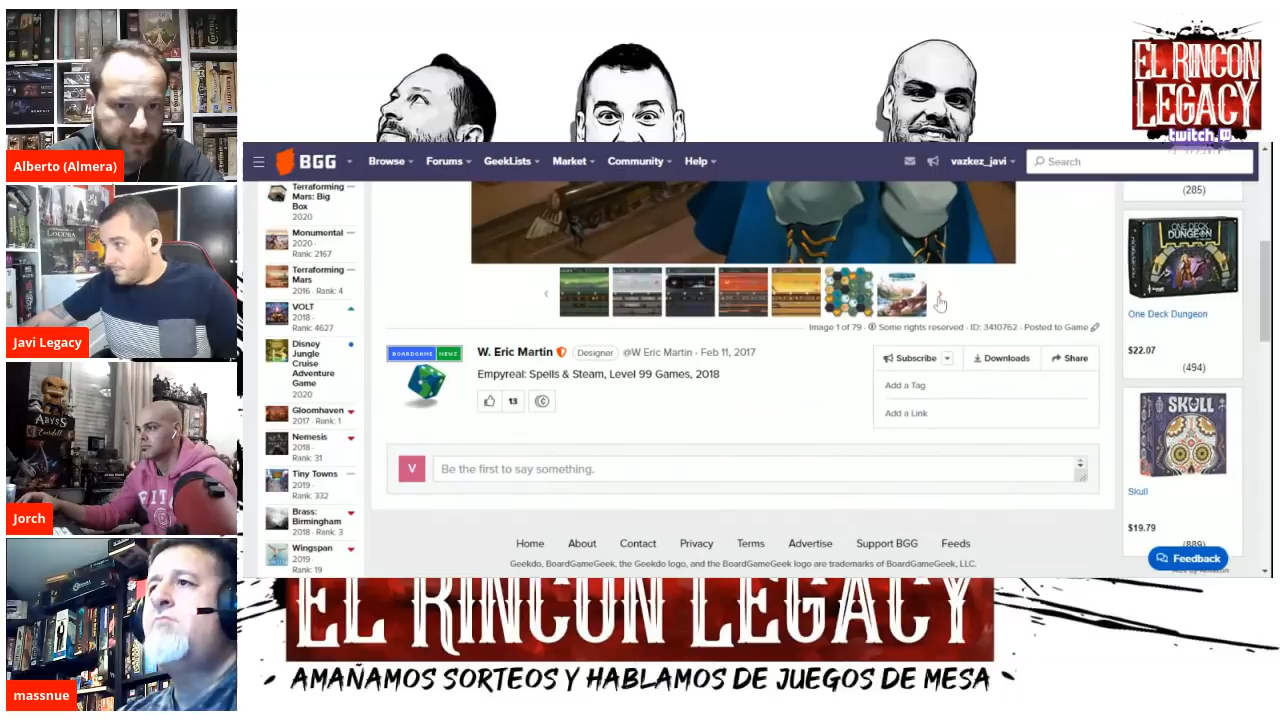 Alberto (Almera)
Javi Legacy
ABYSS
Everdell
Jorch
massnue
EL RINCON
LEGACY
twitch
BGG
Browse
Forums
GeekLists
Market
Community
Help
vazkez_javi
Search
Terraforming
Mars: Big
Box
2020
Monumental
2020 ·
Rank: 2167
Terraforming
Mars
2016 · Rank: 4
VOLT
2018 ·
Rank: 4627
Disney
Jungle
Cruise
Adventure
Game
2020
Gloomhaven
2017 · Rank: 1
Nemesis
2018 ·
Rank: 31
Tiny Towns
2019 ·
Rank: 332
Brass:
Birmingham
2018 · Rank: 3
Wingspan
2019 ·
Rank: 19
Image 1 of 79 · Some rights reserved · ID: 3410762 · Posted to Game
BOARDGAME NEWS
W. Eric Martin Designer @W Eric Martin · Feb 11, 2017
Empyreal: Spells & Steam, Level 99 Games, 2018
13
Subscribe
Downloads
Share
Add a Tag
Add a Link
V
Be the first to say something.
Home
About
Contact
Privacy
Terms
Advertise
Support BGG
Feeds
Geekdo, BoardGameGeek, the Geekdo logo, and the BoardGameGeek logo are trademarks of BoardGameGeek, LLC.
(285)
ONE DECK
DUNGEON
One Deck Dungeon
$22.07
(494)
SKULL
Skull
$19.79
(889)
Feedback
EL RINCON LEGACY
AMAÑAMOS SORTEOS Y HABLAMOS DE JUEGOS DE MESA